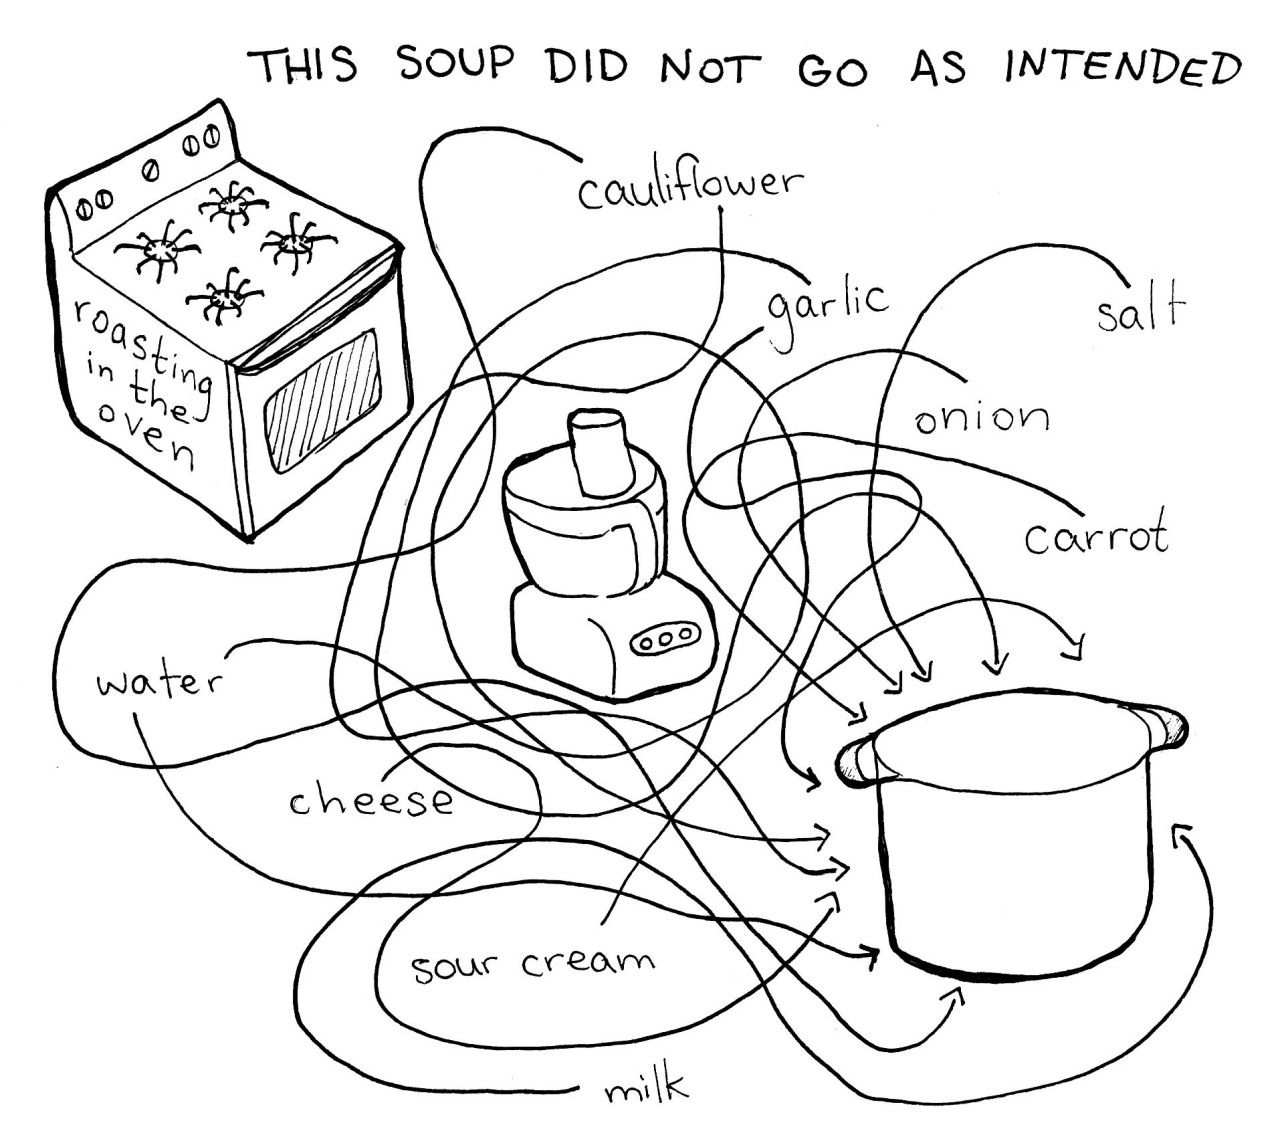 THIS SOUP DID NOT GO AS INTENDED
roasting
in the
oven
cauliflower
garlic
salt
onion
carrot
water
cheese
sour cream
milk